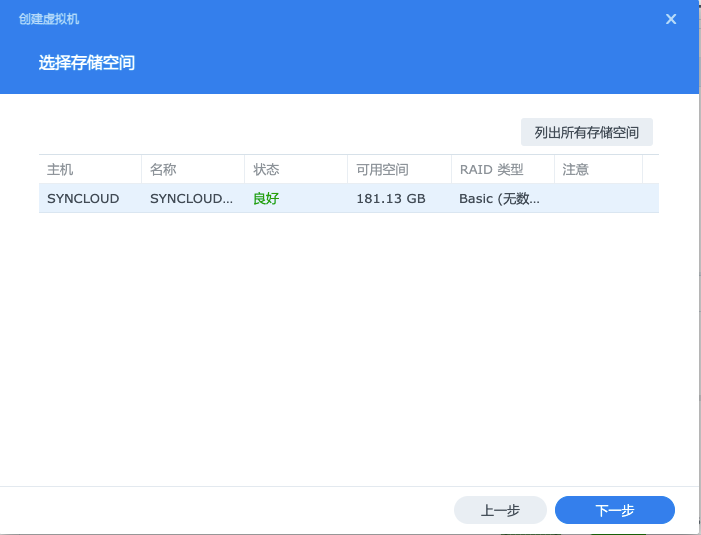 创建虚拟机
选择存储空间
列出所有存储空间
主机 名称 状态 可用空间 RAID 类型 注意
SYNCLOUD SYNCLOUD... 良好 181.13 GB Basic (无数...
上一步 下一步